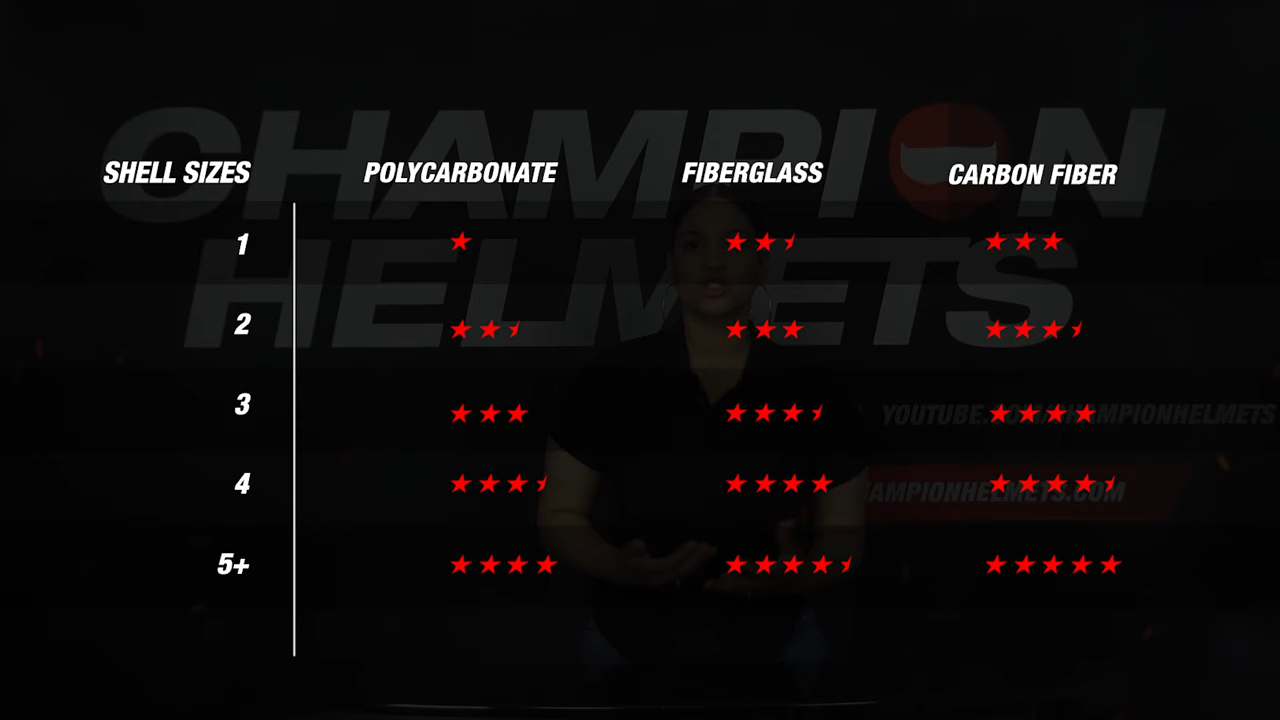 CHAMPION
HELMETS
SHELL SIZES POLYCARBONATE FIBERGLASS CARBON FIBER
1 ★ ★★⯨ ★★★
2 ★★⯨ ★★★ ★★★⯨
3 ★★★ ★★★⯨ ★★★★
YOUTUBE.COM/CHAMPIONHELMETS
4 ★★★⯨ ★★★★ ★★★★⯨
CHAMPIONHELMETS.COM
5+ ★★★★ ★★★★⯨ ★★★★★